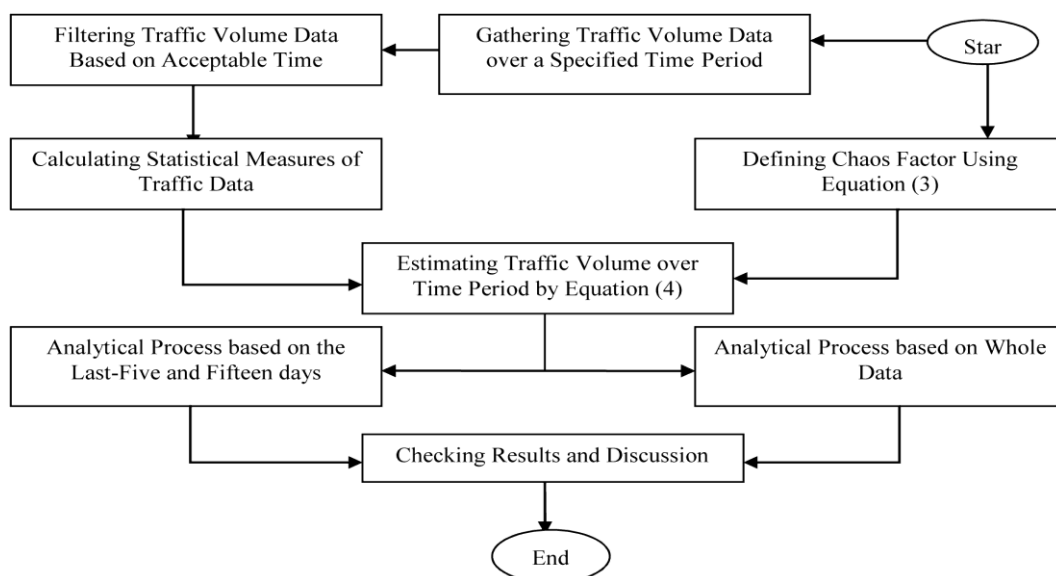 Filtering Traffic Volume Data
Based on Acceptable Time
Gathering Traffic Volume Data
over a Specified Time Period
Star
Calculating Statistical Measures of
Traffic Data
Defining Chaos Factor Using
Equation (3)
Estimating Traffic Volume over
Time Period by Equation (4)
Analytical Process based on the
Last-Five and Fifteen days
Analytical Process based on Whole
Data
Checking Results and Discussion
End